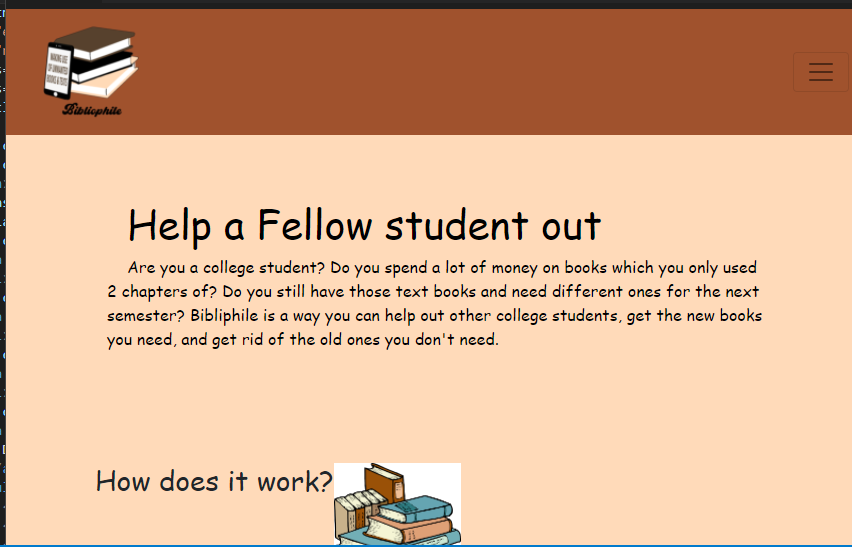 MAKING USE
OF UNWANTED
BOOKS & TEXTS
Bibliophile
Help a Fellow student out
Are you a college student? Do you spend a lot of money on books which you only used
2 chapters of? Do you still have those text books and need different ones for the next
semester? Bibliphile is a way you can help out other college students, get the new books
you need, and get rid of the old ones you don't need.
How does it work?